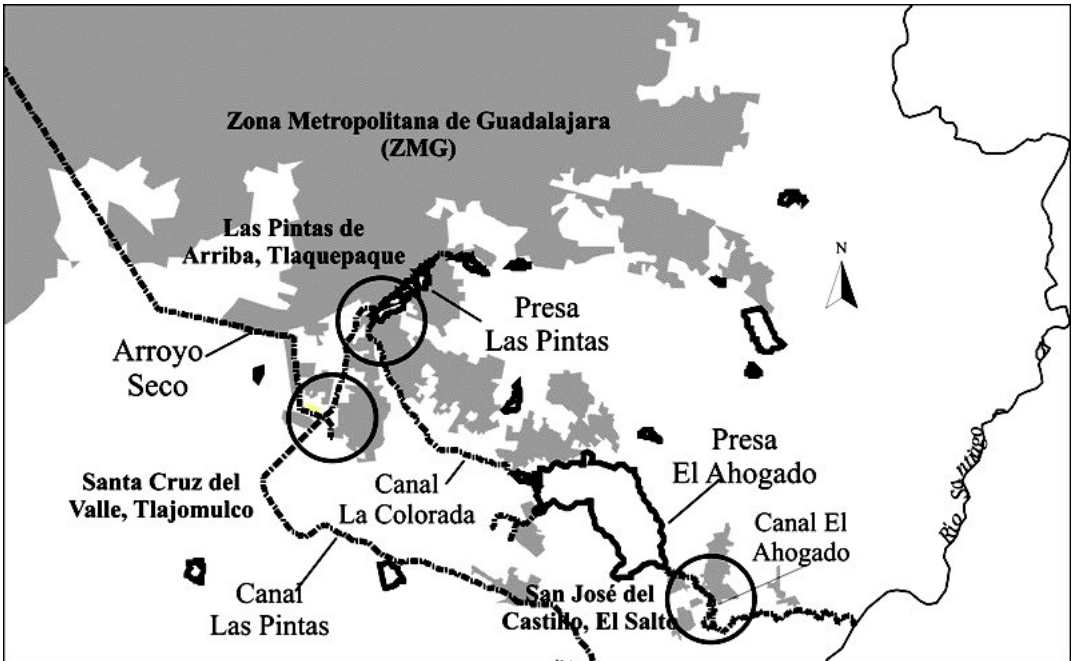 Zona Metropolitana de Guadalajara
(ZMG)
Las Pintas de
Arriba, Tlaquepaque
N
Presa
Las Pintas
Arroyo
Seco
Presa
El Ahogado
Río Santiago
Santa Cruz del
Valle, Tlajomulco
Canal
La Colorada
Canal El
Ahogado
Canal
Las Pintas
San José del
Castillo, El Salto